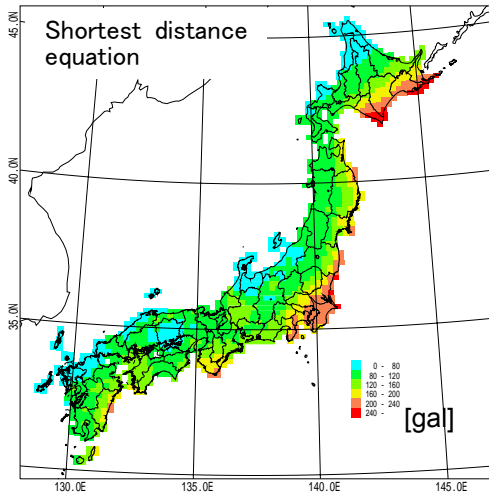 Shortest distance
equation
45.0N
40.0N
35.0N
0 - 80
80 - 120
120 - 160
160 - 200
200 - 240
240 -
[gal]
130.0E
135.0E
140.0E
145.0E